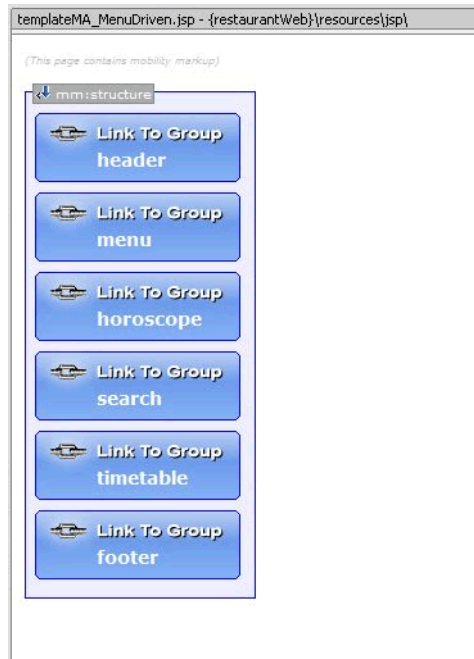 templateMA_MenuDriven.jsp - {restaurantWeb}\resources\jsp\
(This page contains mobility markup)
mm:structure
Link To Group
header
Link To Group
menu
Link To Group
horoscope
Link To Group
search
Link To Group
timetable
Link To Group
footer